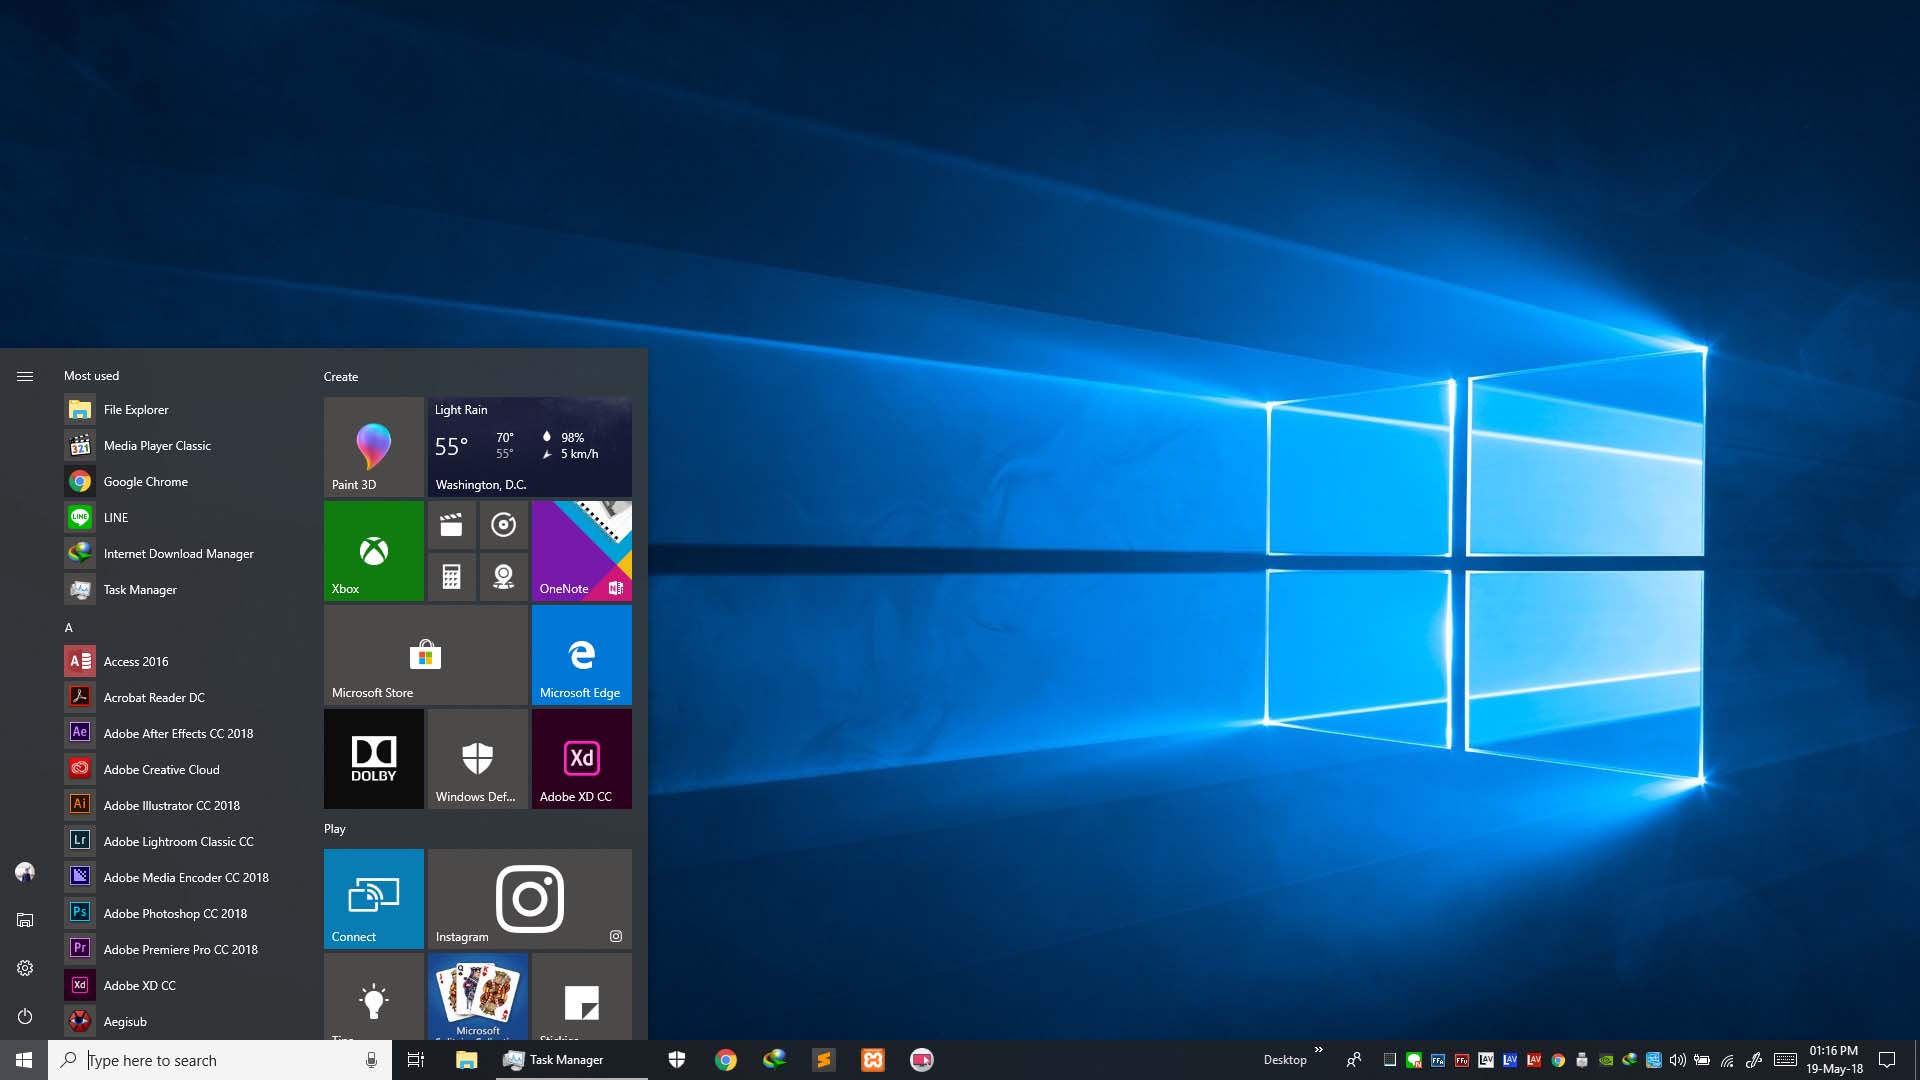 Most used
File Explorer
Media Player Classic
Google Chrome
LINE
Internet Download Manager
Task Manager
A
Access 2016
Acrobat Reader DC
Adobe After Effects CC 2018
Adobe Creative Cloud
Adobe Illustrator CC 2018
Adobe Lightroom Classic CC
Adobe Media Encoder CC 2018
Adobe Photoshop CC 2018
Adobe Premiere Pro CC 2018
Adobe XD CC
Aegisub
Create
Paint 3D
Light Rain
55° 70° 98%
55° 5 km/h
Washington, D.C.
Xbox
OneNote
Microsoft Store
Microsoft Edge
DOLBY
Windows Def...
Xd
Adobe XD CC
Play
Connect
Instagram
Microsoft
Type here to search
Task Manager
Desktop
01:16 PM
19-May-18